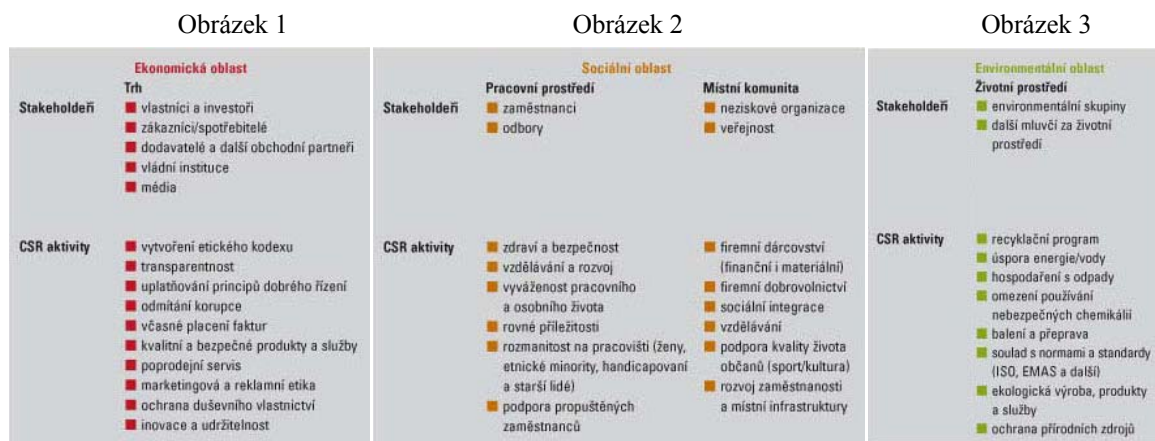 Obrázek 1
Ekonomická oblast
Trh
Stakeholdeři
vlastníci a investoři
zákazníci/spotřebitelé
dodavatelé a další obchodní partneři
vládní instituce
média
CSR aktivity
vytvoření etického kodexu
transparentnost
uplatňování principů dobrého řízení
odmítání korupce
včasné placení faktur
kvalitní a bezpečné produkty a služby
poprodejní servis
marketingová a reklamní etika
ochrana duševního vlastnictví
inovace a udržitelnost
Obrázek 2
Sociální oblast
Pracovní prostředí
Stakeholdeři
zaměstnanci
odbory
CSR aktivity
zdraví a bezpečnost
vzdělávání a rozvoj
vyváženost pracovního
a osobního života
rovné příležitosti
rozmanitost na pracovišti (ženy,
etnické minority, handicapovaní
a starší lidé)
podpora propuštěných
zaměstnanců
Místní komunita
neziskové organizace
veřejnost
firemní dárcovství
(finanční i materiální)
firemní dobrovolnictví
sociální integrace
vzdělávání
podpora kvality života
občanů (sport/kultura)
rozvoj zaměstnanosti
a místní infrastruktury
Obrázek 3
Environmentální oblast
Životní prostředí
Stakeholdeři
environmentální skupiny
další mluvčí za životní
prostředí
CSR aktivity
recyklační program
úspora energie/vody
hospodaření s odpady
omezení používání
nebezpečných chemikálií
balení a přeprava
soulad s normami a standardy
(ISO, EMAS a další)
ekologická výroba, produkty
a služby
ochrana přírodních zdrojů